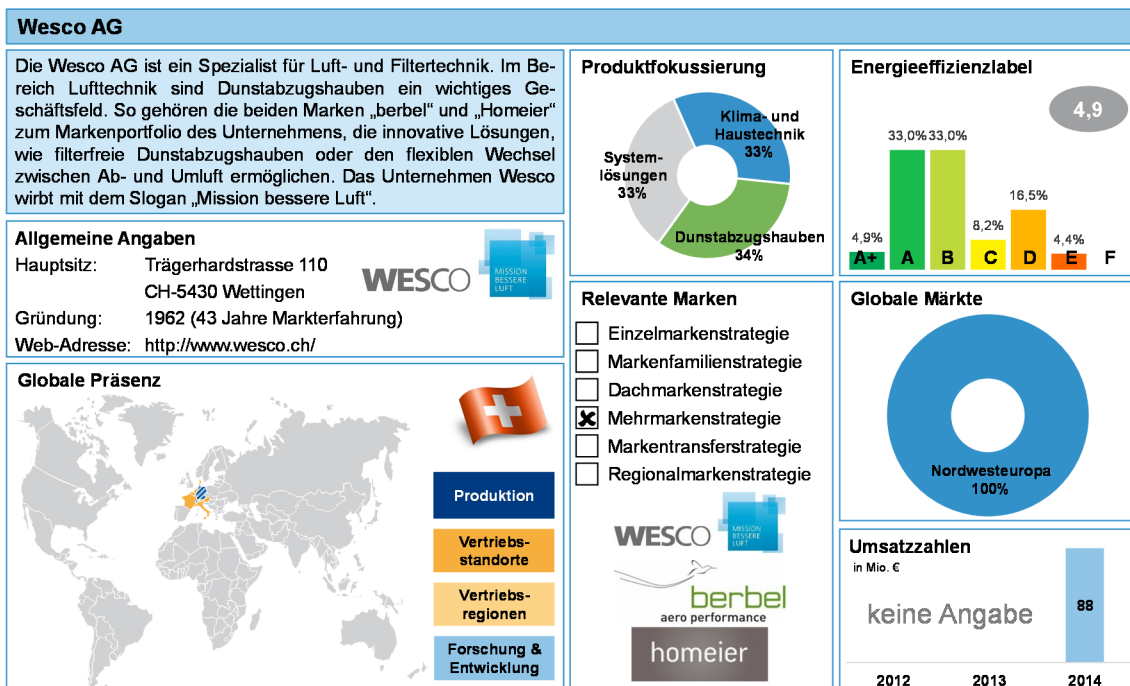 Wesco AG
Die Wesco AG ist ein Spezialist für Luft- und Filtertechnik. Im Be-
reich Lufttechnik sind Dunstabzugshauben ein wichtiges Ge-
schäftsfeld. So gehören die beiden Marken „berbel“ und „Homeier“
zum Markenportfolio des Unternehmens, die innovative Lösungen,
wie filterfreie Dunstabzugshauben oder den flexiblen Wechsel
zwischen Ab- und Umluft ermöglichen. Das Unternehmen Wesco
wirbt mit dem Slogan „Mission bessere Luft“.
Allgemeine Angaben
Hauptsitz: Trägerhardstrasse 110
CH-5430 Wettingen
Gründung: 1962 (43 Jahre Markterfahrung)
Web-Adresse: http://www.wesco.ch/
WESCO
MISSION
BESSERE
LUFT
Globale Präsenz
Produktion
Vertriebs-
standorte
Vertriebs-
regionen
Forschung &
Entwicklung
Produktfokussierung
Klima- und
Haustechnik
33%
System-
lösungen
33%
Dunstabzugshauben
34%
Relevante Marken
Einzelmarkenstrategie
Markenfamilienstrategie
Dachmarkenstrategie
Mehrmarkenstrategie
Markentransferstrategie
Regionalmarkenstrategie
WESCO
MISSION
BESSERE
LUFT
berbel
aero performance
homeier
Energieeffizienzlabel
4,9
33,0% 33,0%
16,5%
8,2%
4,9%
4,4%
A+ A B C D E F
Globale Märkte
Nordwesteuropa
100%
Umsatzzahlen
in Mio. €
keine Angabe
88
2012 2013 2014